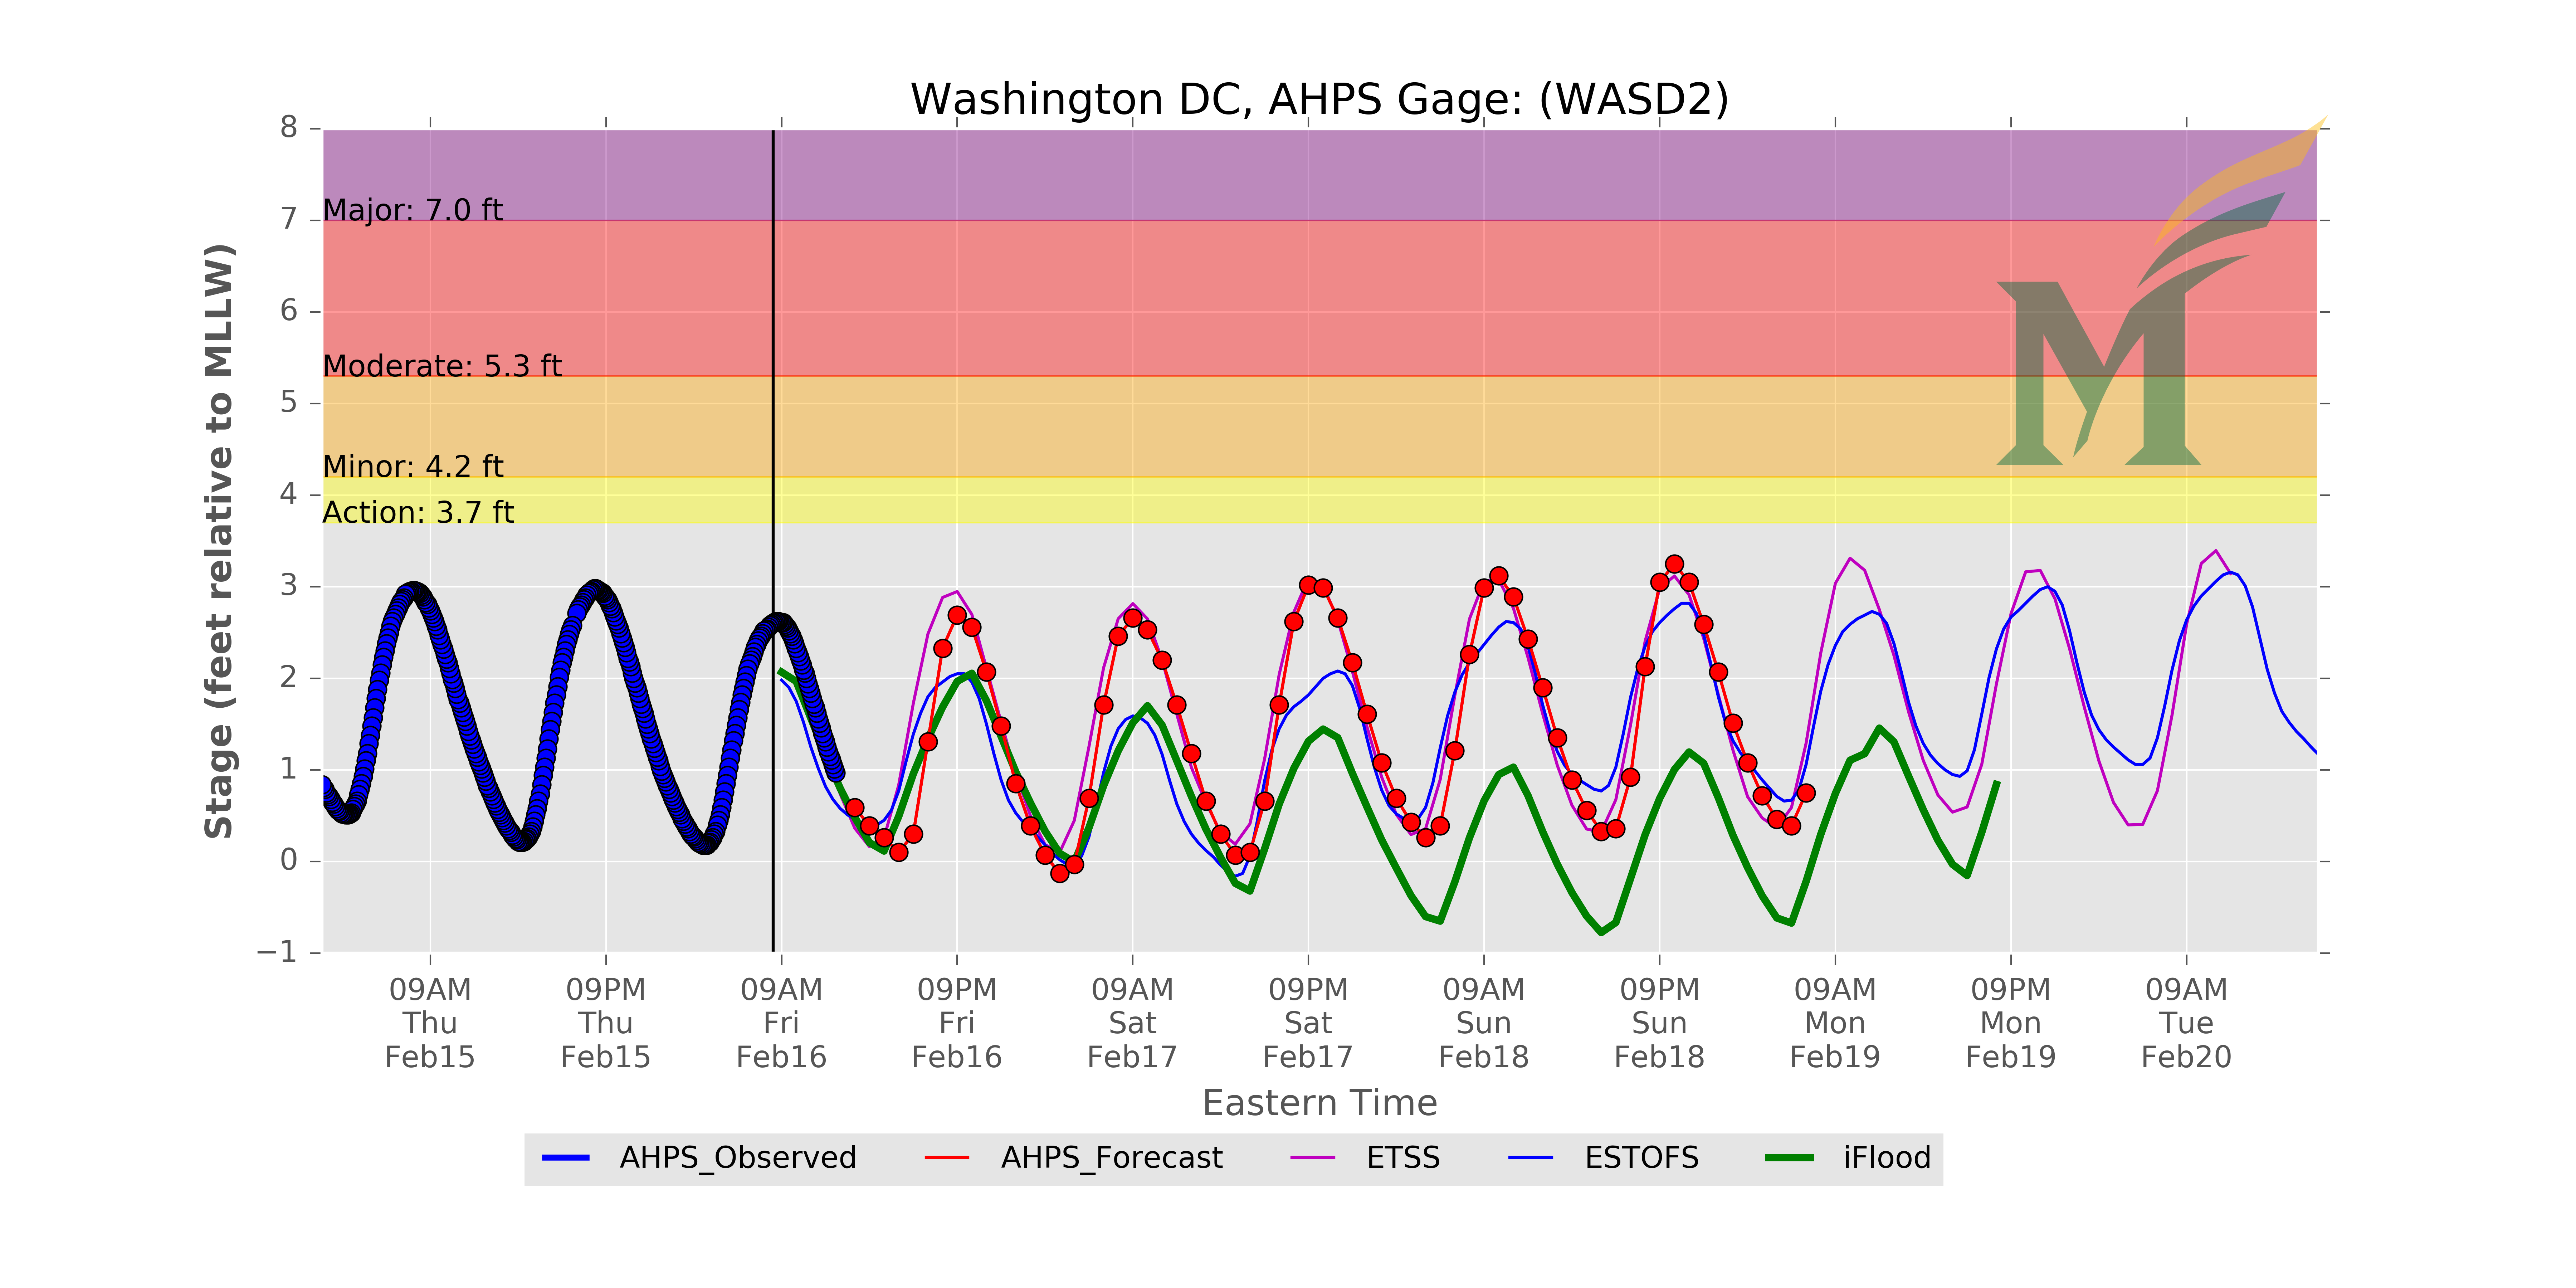 Washington DC, AHPS Gage: (WASD2)
Stage (feet relative to MLLW)
8
7
6
5
4
3
2
1
0
−1
Major: 7.0 ft
Moderate: 5.3 ft
Minor: 4.2 ft
Action: 3.7 ft
M
09AM 09PM 09AM 09PM 09AM 09PM 09AM 09PM 09AM 09PM 09AM
Thu Thu Fri Fri Sat Sat Sun Sun Mon Mon Tue
Feb15 Feb15 Feb16 Feb16 Feb17 Feb17 Feb18 Feb18 Feb19 Feb19 Feb20
Eastern Time
AHPS_Observed AHPS_Forecast ETSS ESTOFS iFlood